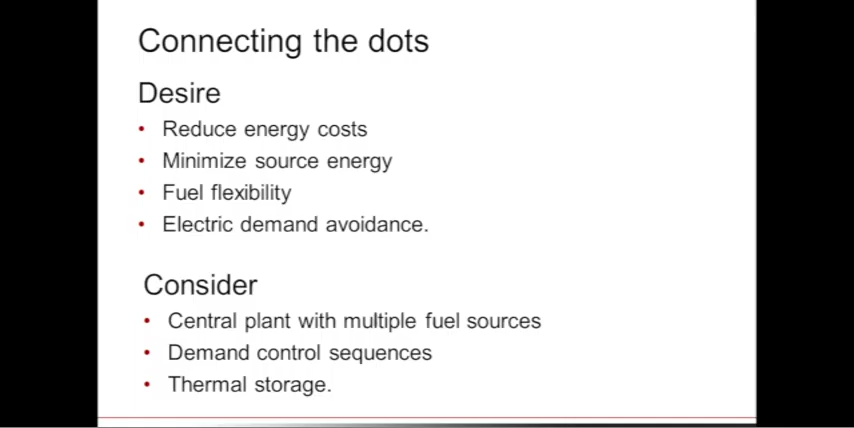 Connecting the dots
Desire
• Reduce energy costs
• Minimize source energy
• Fuel flexibility
• Electric demand avoidance.
Consider
• Central plant with multiple fuel sources
• Demand control sequences
• Thermal storage.